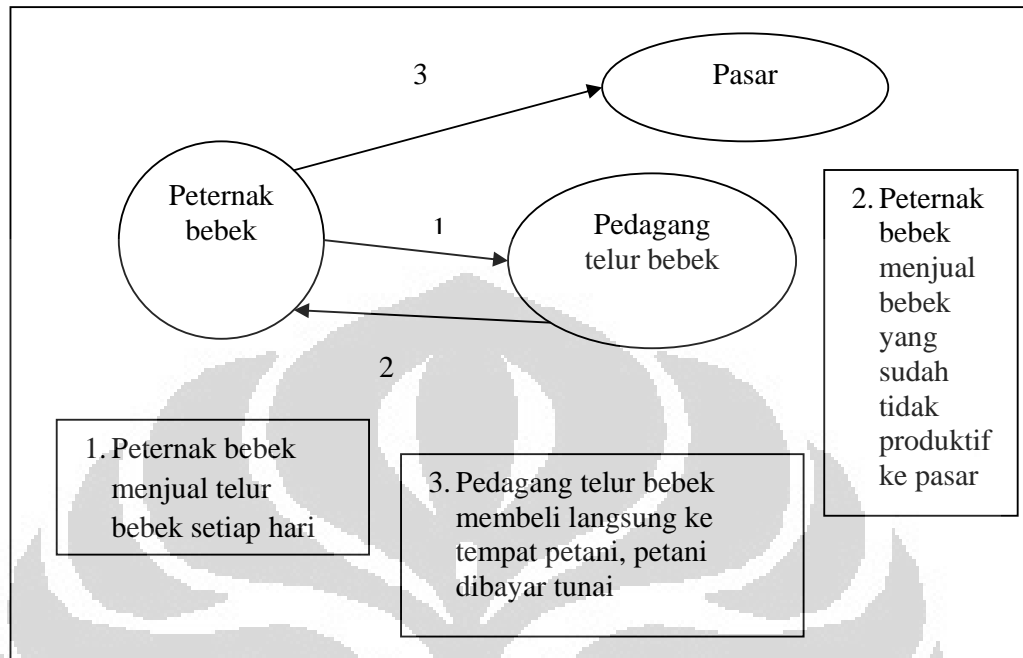 3
Pasar
Peternak
bebek
1
Pedagang
telur bebek
2
2. Peternak
bebek
menjual
bebek
yang
sudah
tidak
produktif
ke pasar
1. Peternak bebek
menjual telur
bebek setiap hari
3. Pedagang telur bebek
membeli langsung ke
tempat petani, petani
dibayar tunai